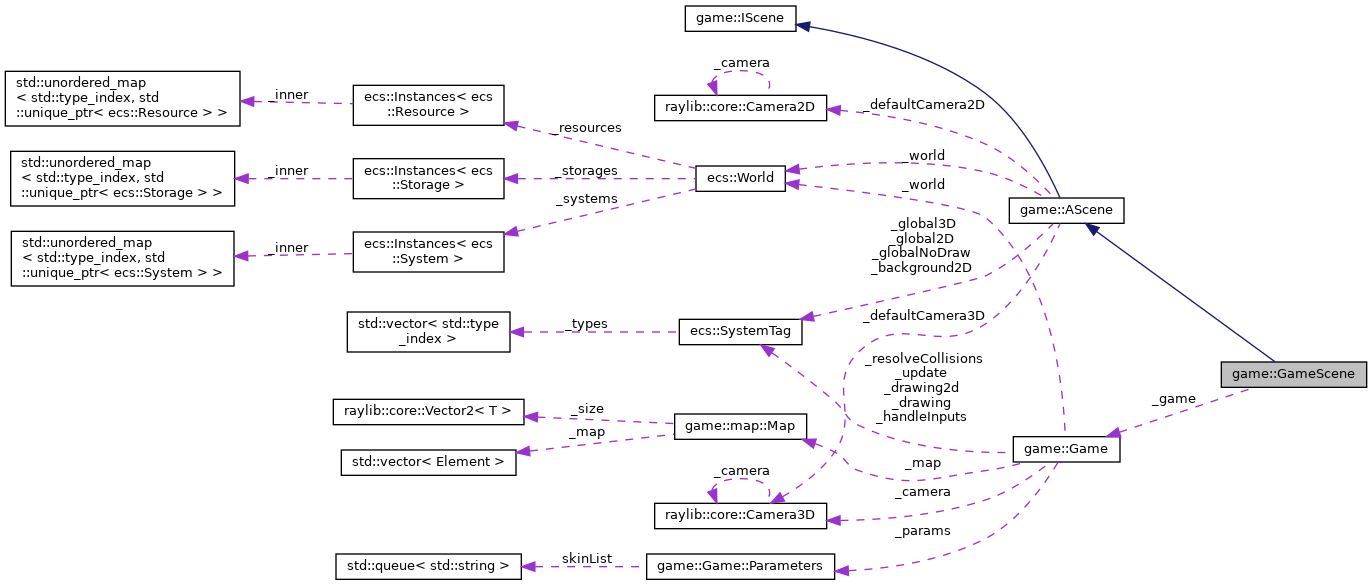 game::IScene
_camera
std::unordered_map
< std::type_index, std
::unique_ptr< ecs::Resource > >
_inner
ecs::Instances< ecs
::Resource >
raylib::core::Camera2D
_defaultCamera2D
_resources
std::unordered_map
< std::type_index, std
::unique_ptr< ecs::Storage > >
_inner
ecs::Instances< ecs
::Storage >
_storages
ecs::World
_world
_world
game::AScene
_systems
std::unordered_map
< std::type_index, std
::unique_ptr< ecs::System > >
_inner
ecs::Instances< ecs
::System >
_global3D
_global2D
_globalNoDraw
_background2D
std::vector< std::type
_index >
_types
ecs::SystemTag
_defaultCamera3D
_resolveCollisions
_update
_drawing2d
_drawing
_handleInputs
game::GameScene
_game
raylib::core::Vector2< T >
_size
game::map::Map
_map
std::vector< Element >
game::Game
_map
_camera
raylib::core::Camera3D
_camera
_params
std::queue< std::string >
skinList
game::Game::Parameters